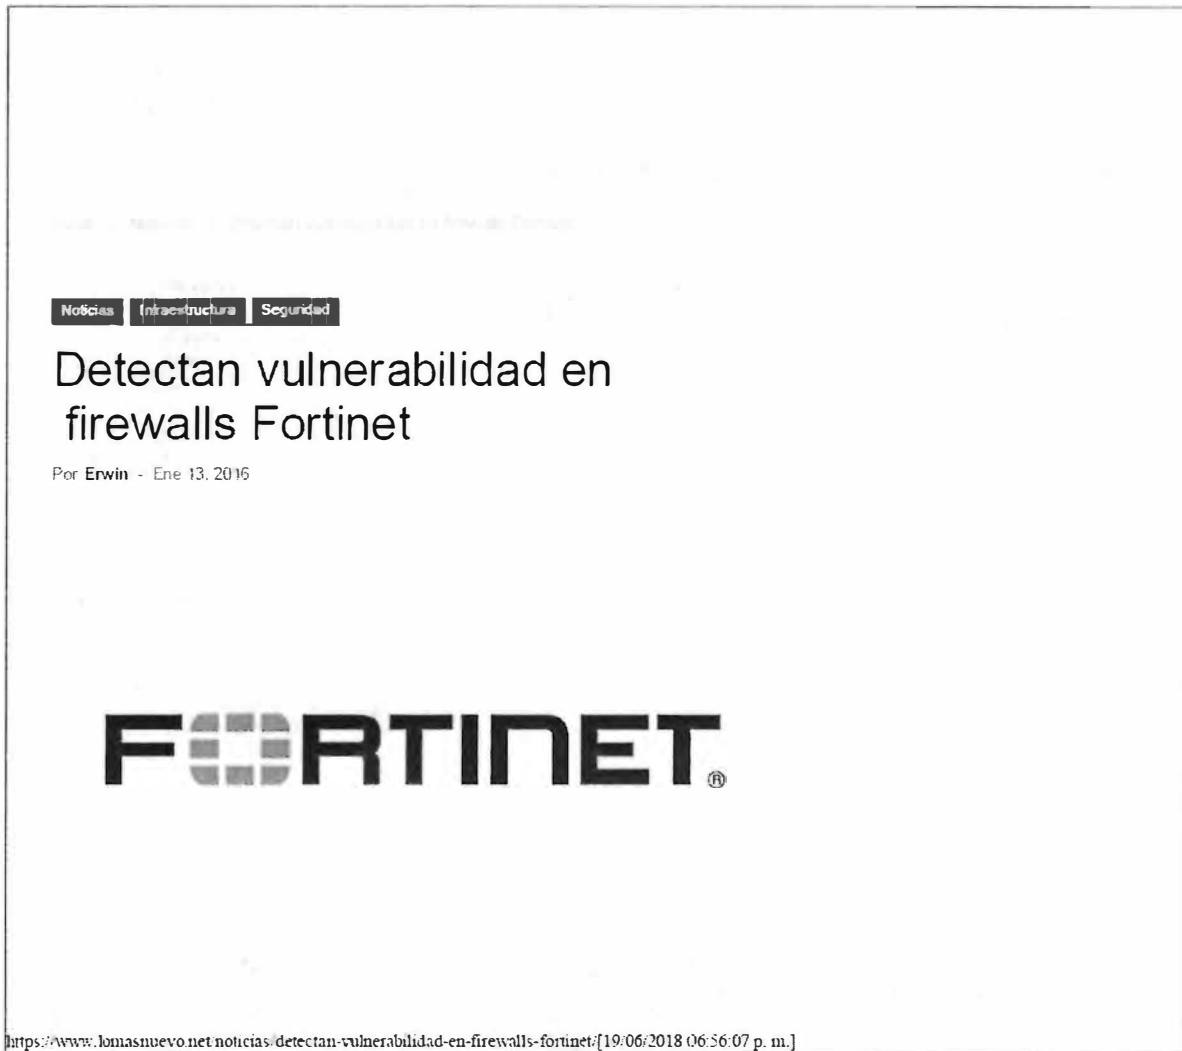 Noticias Infraestructura Seguridad
Detectan vulnerabilidad en
firewalls Fortinet
Por Erwin - Ene 13, 2016
FORTINET®
https://www.lomasnuevo.net/noticias/detectan-vulnerabilidad-en-firewalls-fortinet/[19/06/2018 06:56:07 p. m.]